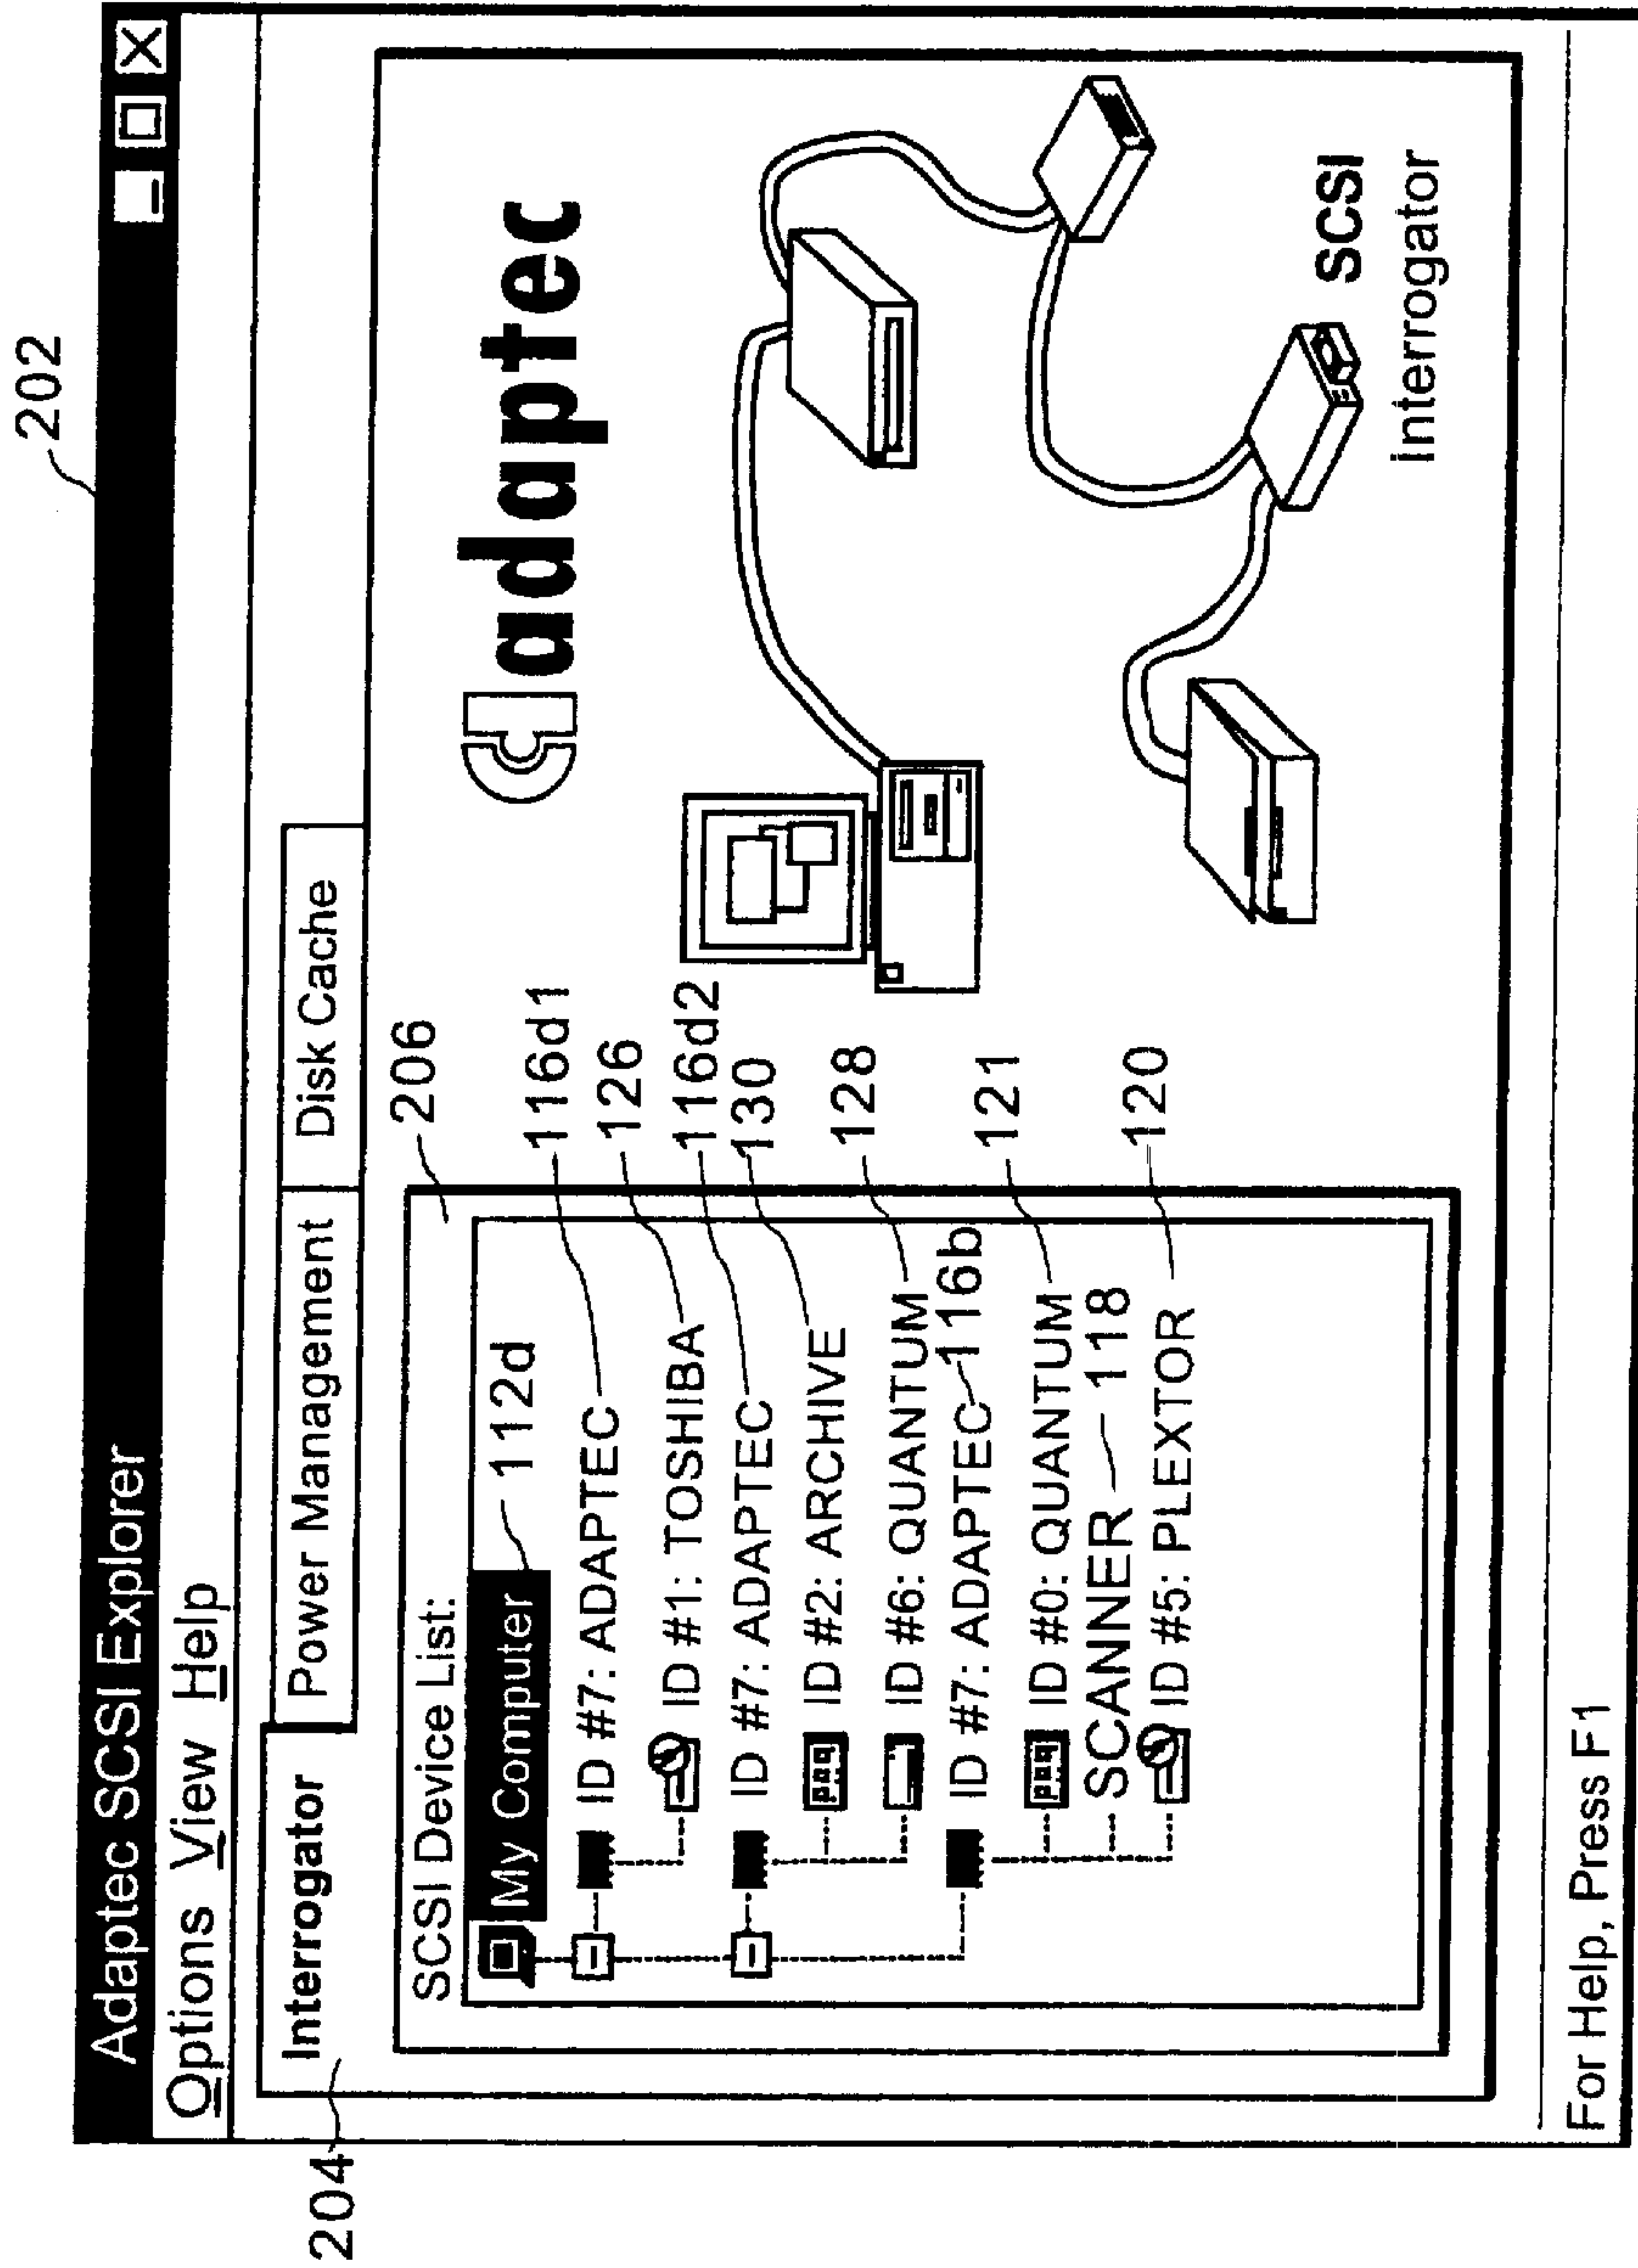 202
Adaptec SCSI Explorer
Options View Help
204
Interrogator
Power Management
Disk Cache
SCSI Device List:
206
My Computer
112d
ID #7: ADAPTEC
116d1
ID #1: TOSHIBA
126
ID #7: ADAPTEC
116d2
ID #2: ARCHIVE
130
ID #6: QUANTUM
128
ID #7: ADAPTEC
116b
ID #0: QUANTUM
121
SCANNER
118
ID #5: PLEXTOR
120
adaptec
SCSI
Interrogator
For Help, Press F1